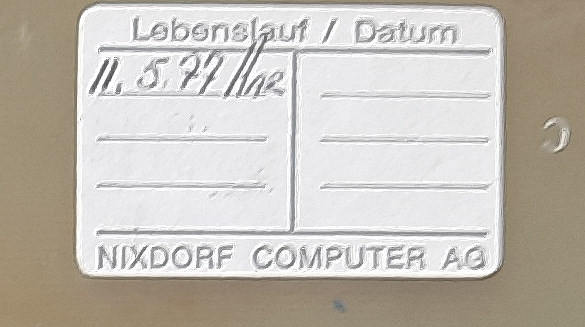 Lebenslauf / Datum
11. 5. 77
NIXDORF COMPUTER AG